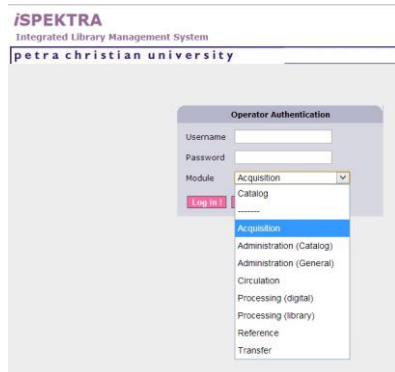 iSPEKTRA
Integrated Library Management System
petra christian university
Operator Authentication
Username
Password
Module Acquisition
Log in !
Catalog
-------
Acquisition
Administration (Catalog)
Administration (General)
Circulation
Processing (digital)
Processing (library)
Reference
Transfer